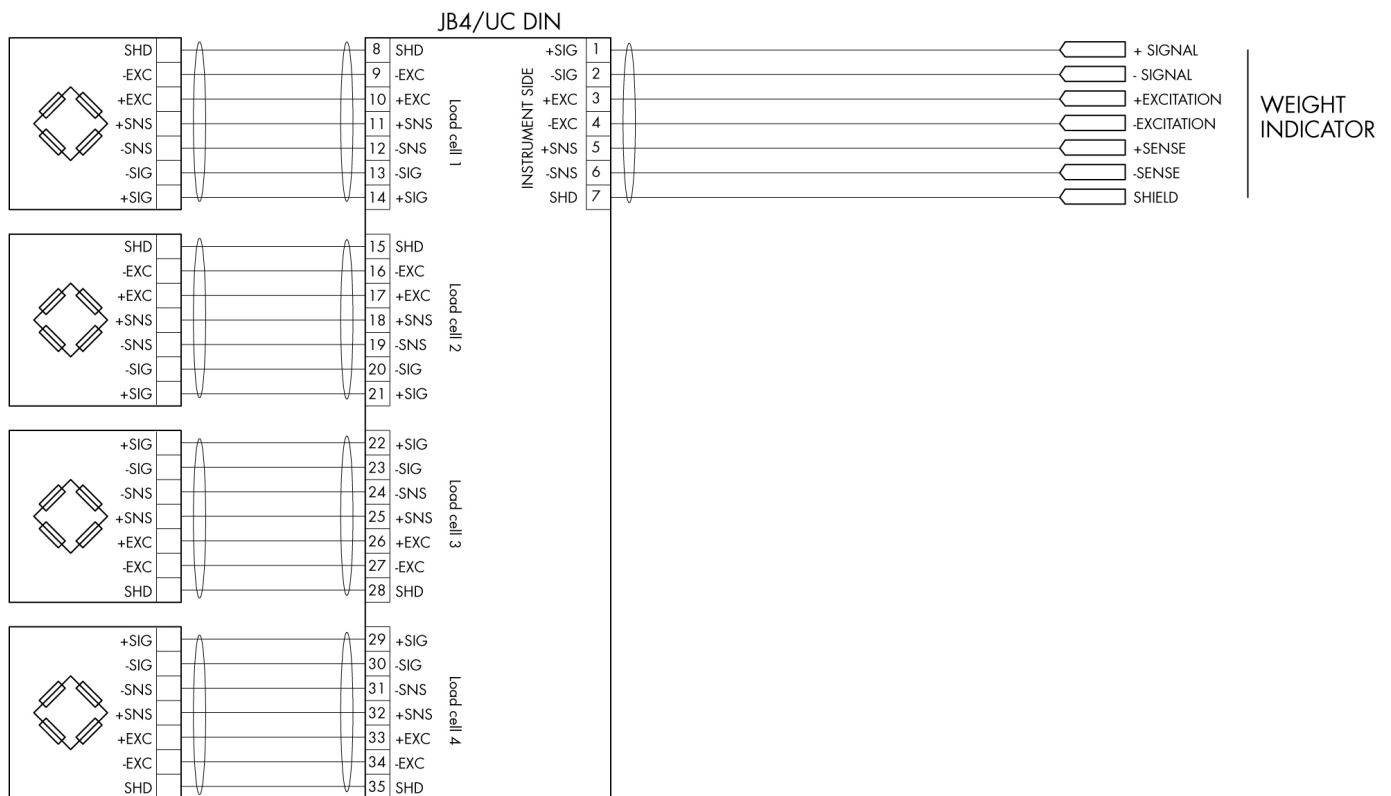 JB4/UC DIN
SHD 8 SHD +SIG 1 + SIGNAL
-EXC 9 -EXC -SIG 2 - SIGNAL
+EXC 10 +EXC +EXC 3 +EXCITATION
+SNS 11 +SNS -EXC 4 -EXCITATION
-SNS 12 -SNS +SNS 5 +SENSE
-SIG 13 -SIG -SNS 6 -SENSE
+SIG 14 +SIG SHD 7 SHIELD
Load cell 1
INSTRUMENT SIDE
WEIGHT
INDICATOR
SHD 15 SHD
-EXC 16 -EXC
+EXC 17 +EXC
+SNS 18 +SNS
-SNS 19 -SNS
-SIG 20 -SIG
+SIG 21 +SIG
Load cell 2
+SIG 22 +SIG
-SIG 23 -SIG
-SNS 24 -SNS
+SNS 25 +SNS
+EXC 26 +EXC
-EXC 27 -EXC
SHD 28 SHD
Load cell 3
+SIG 29 +SIG
-SIG 30 -SIG
-SNS 31 -SNS
+SNS 32 +SNS
+EXC 33 +EXC
-EXC 34 -EXC
SHD 35 SHD
Load cell 4